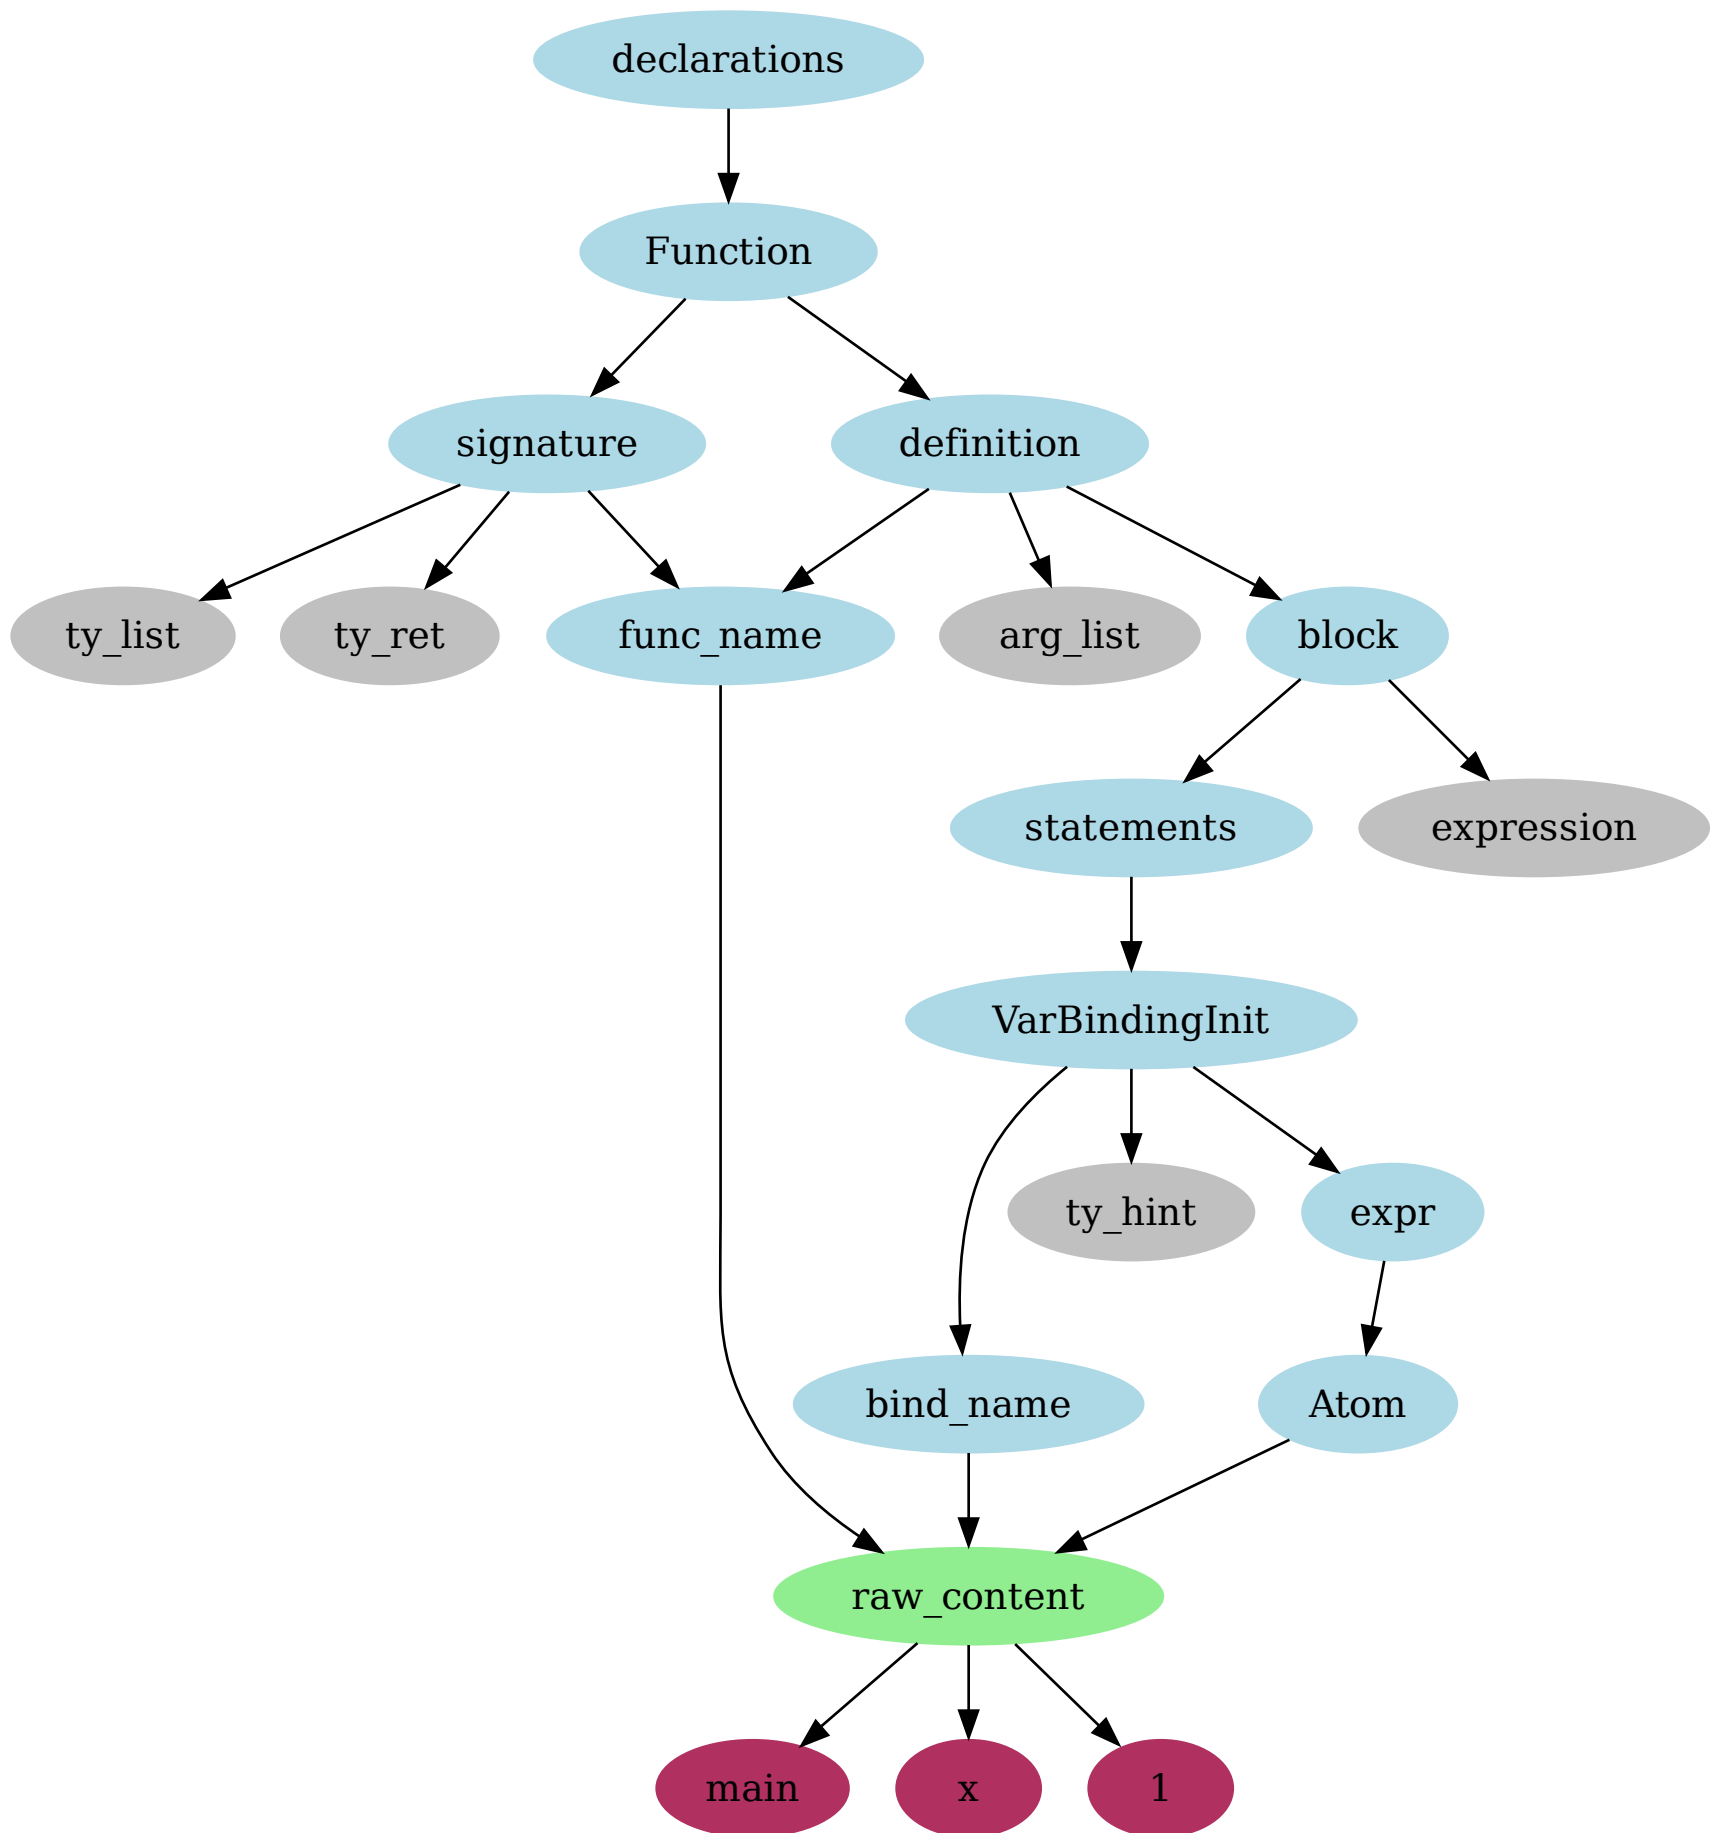 declarations
Function
signature
definition
ty_list
ty_ret
func_name
arg_list
block
statements
expression
VarBindingInit
ty_hint
expr
bind_name
Atom
raw_content
main
x
1